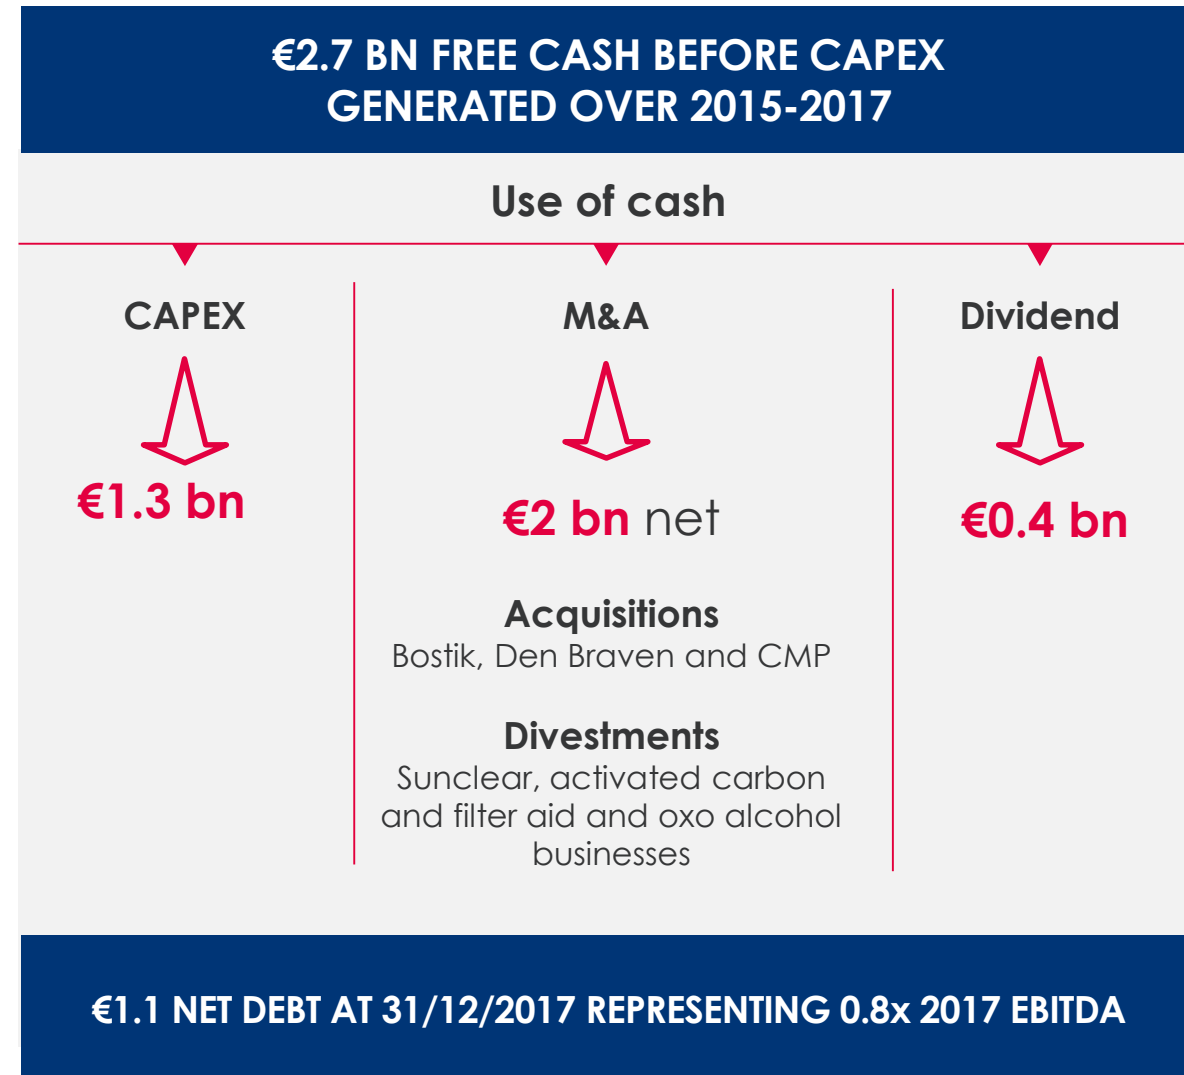 €2.7 BN FREE CASH BEFORE CAPEX
GENERATED OVER 2015-2017
Use of cash
CAPEX
€1.3 bn
M&A
€2 bn net
Acquisitions
Bostik, Den Braven and CMP
Divestments
Sunclear, activated carbon
and filter aid and oxo alcohol
businesses
Dividend
€0.4 bn
€1.1 NET DEBT AT 31/12/2017 REPRESENTING 0.8x 2017 EBITDA